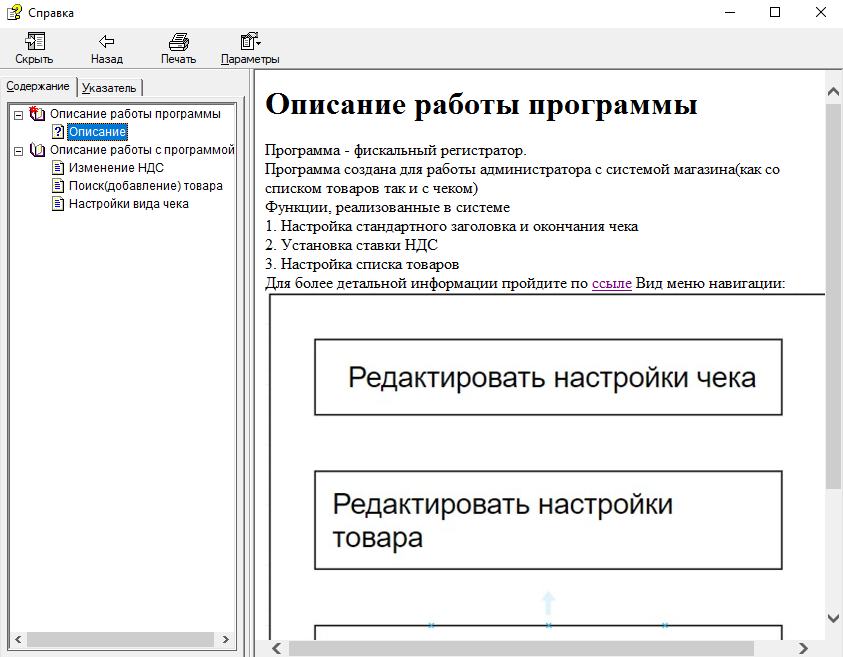 Справка
Скрыть
Назад
Печать
Параметры
Содержание
Указатель
Описание работы программы
Описание
Описание работы с программой
Изменение НДС
Поиск(добавление) товара
Настройки вида чека
Описание работы программы
Программа - фискальный регистратор.
Программа создана для работы администратора с системой магазина(как со
списком товаров так и с чеком)
Функции, реализованные в системе
1. Настройка стандартного заголовка и окончания чека
2. Установка ставки НДС
3. Настройка списка товаров
Для более детальной информации пройдите по ссыле Вид меню навигации:
Редактировать настройки чека
Редактировать настройки
товара